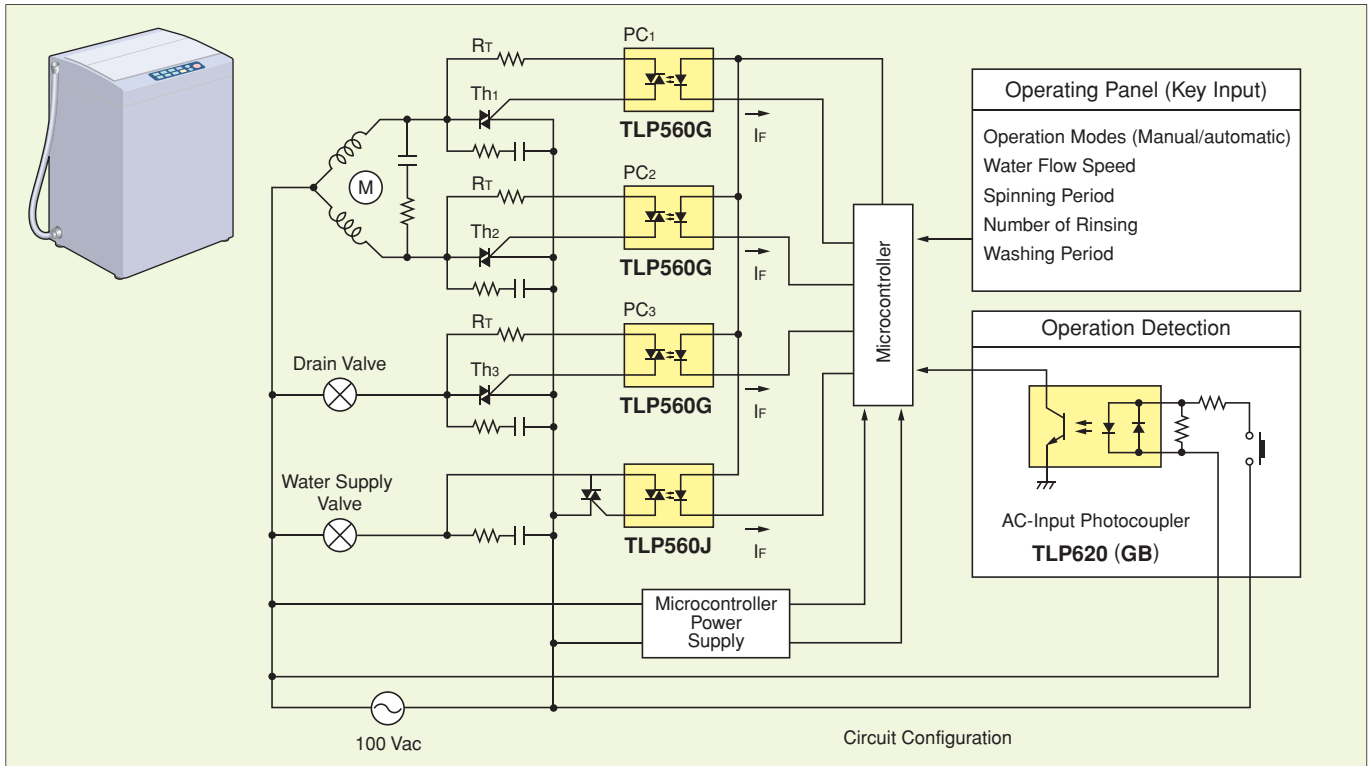 RT
PC1
Th1
TLP560G
IF
M
RT
PC2
Th2
TLP560G
IF
RT
PC3
Th3
TLP560G
IF
Drain Valve
Water Supply
Valve
TLP560J
IF
Microcontroller
Power
Supply
100 Vac
Microcontroller
Operating Panel (Key Input)
Operation Modes (Manual/automatic)
Water Flow Speed
Spinning Period
Number of Rinsing
Washing Period
Operation Detection
AC-Input Photocoupler
TLP620 (GB)
Circuit Configuration